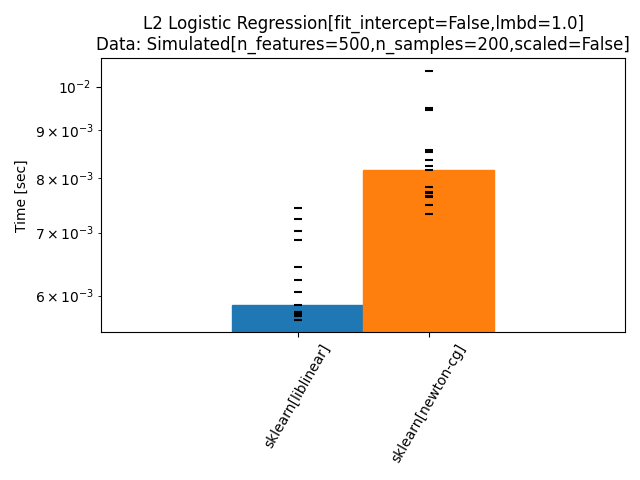 L2 Logistic Regression[fit_intercept=False,lmbd=1.0]
Data: Simulated[n_features=500,n_samples=200,scaled=False]
Time [sec]
10⁻²
9 × 10⁻³
8 × 10⁻³
7 × 10⁻³
6 × 10⁻³
sklearn[liblinear]
sklearn[newton-cg]